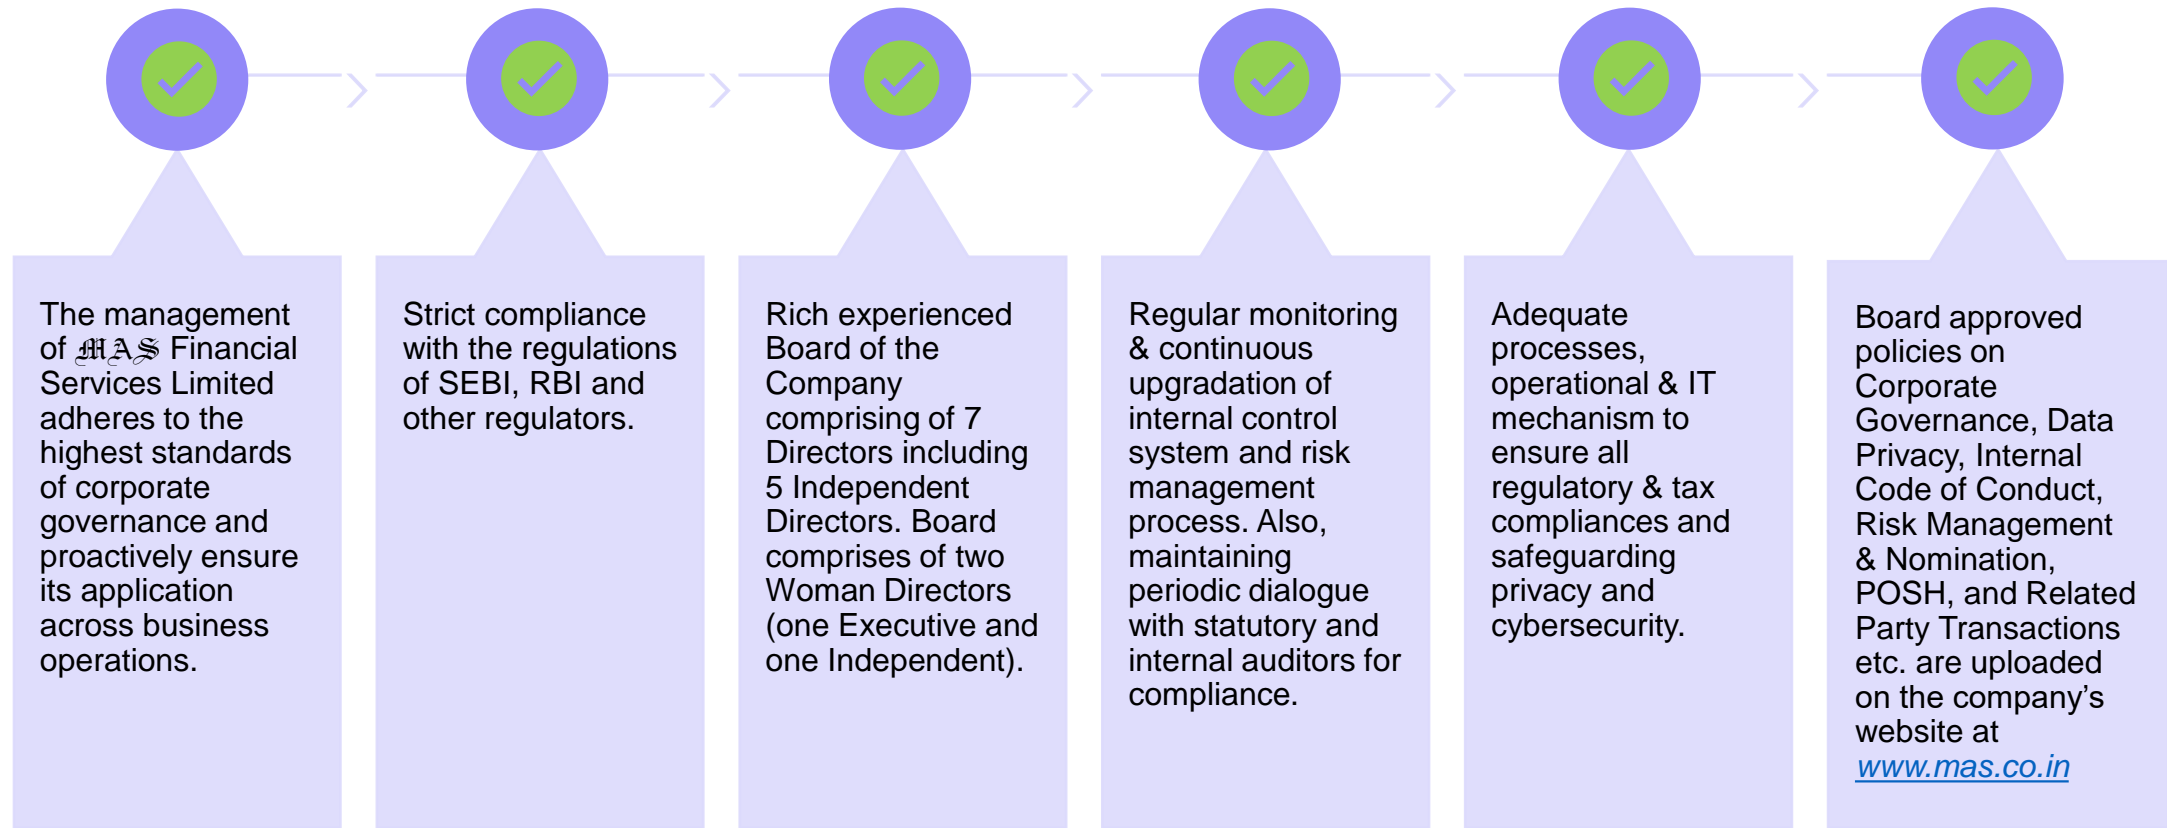 The management
of MAS Financial
Services Limited
adheres to the
highest standards
of corporate
governance and
proactively ensure
its application
across business
operations.
Strict compliance
with the regulations
of SEBI, RBI and
other regulators.
Rich experienced
Board of the
Company
comprising of 7
Directors including
5 Independent
Directors. Board
comprises of two
Woman Directors
(one Executive and
one Independent).
Regular monitoring
& continuous
upgradation of
internal control
system and risk
management
process. Also,
maintaining
periodic dialogue
with statutory and
internal auditors for
compliance.
Adequate
processes,
operational & IT
mechanism to
ensure all
regulatory & tax
compliances and
safeguarding
privacy and
cybersecurity.
Board approved
policies on
Corporate
Governance, Data
Privacy, Internal
Code of Conduct,
Risk Management
& Nomination,
POSH, and Related
Party Transactions
etc. are uploaded
on the company’s
website at
www.mas.co.in